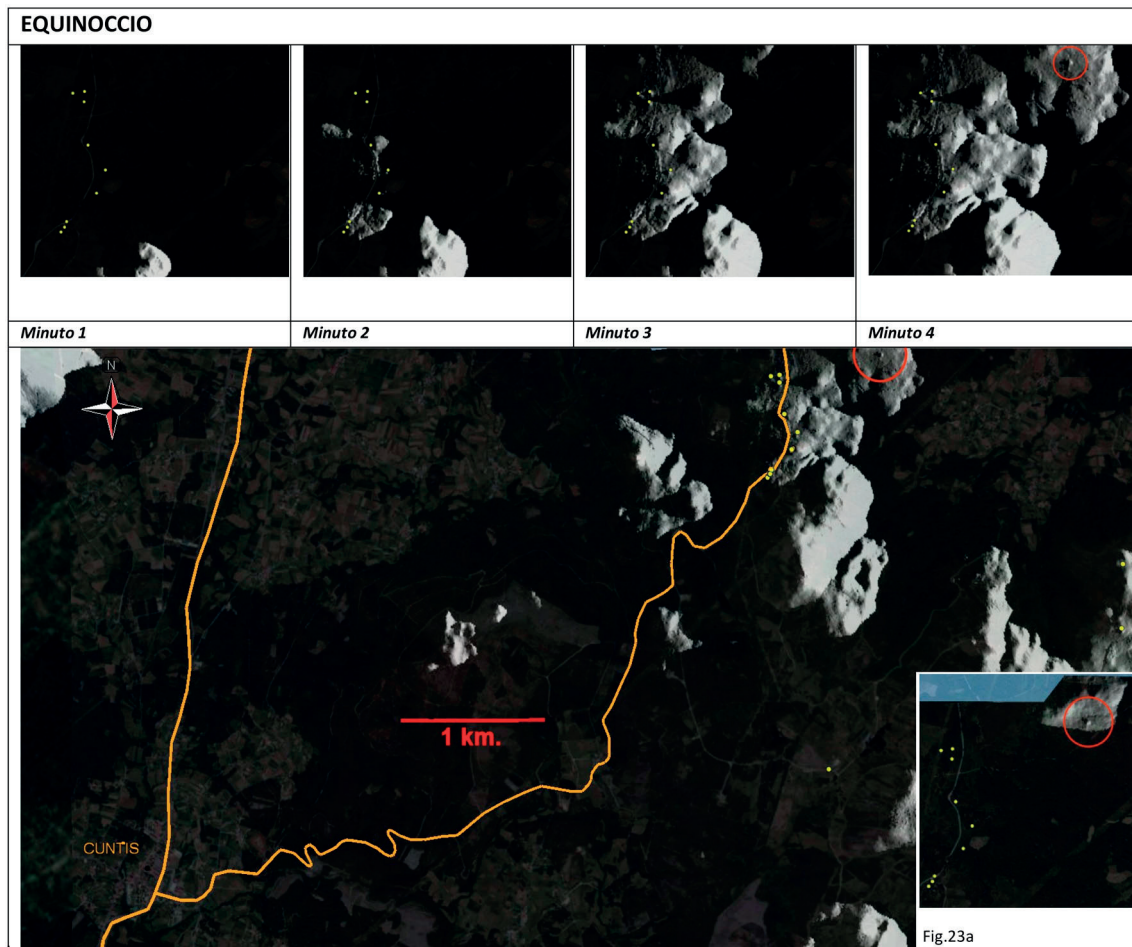 EQUINOCCIO
Minuto 1
Minuto 2
Minuto 3
Minuto 4
N
1 km.
CUNTIS
Fig.23a